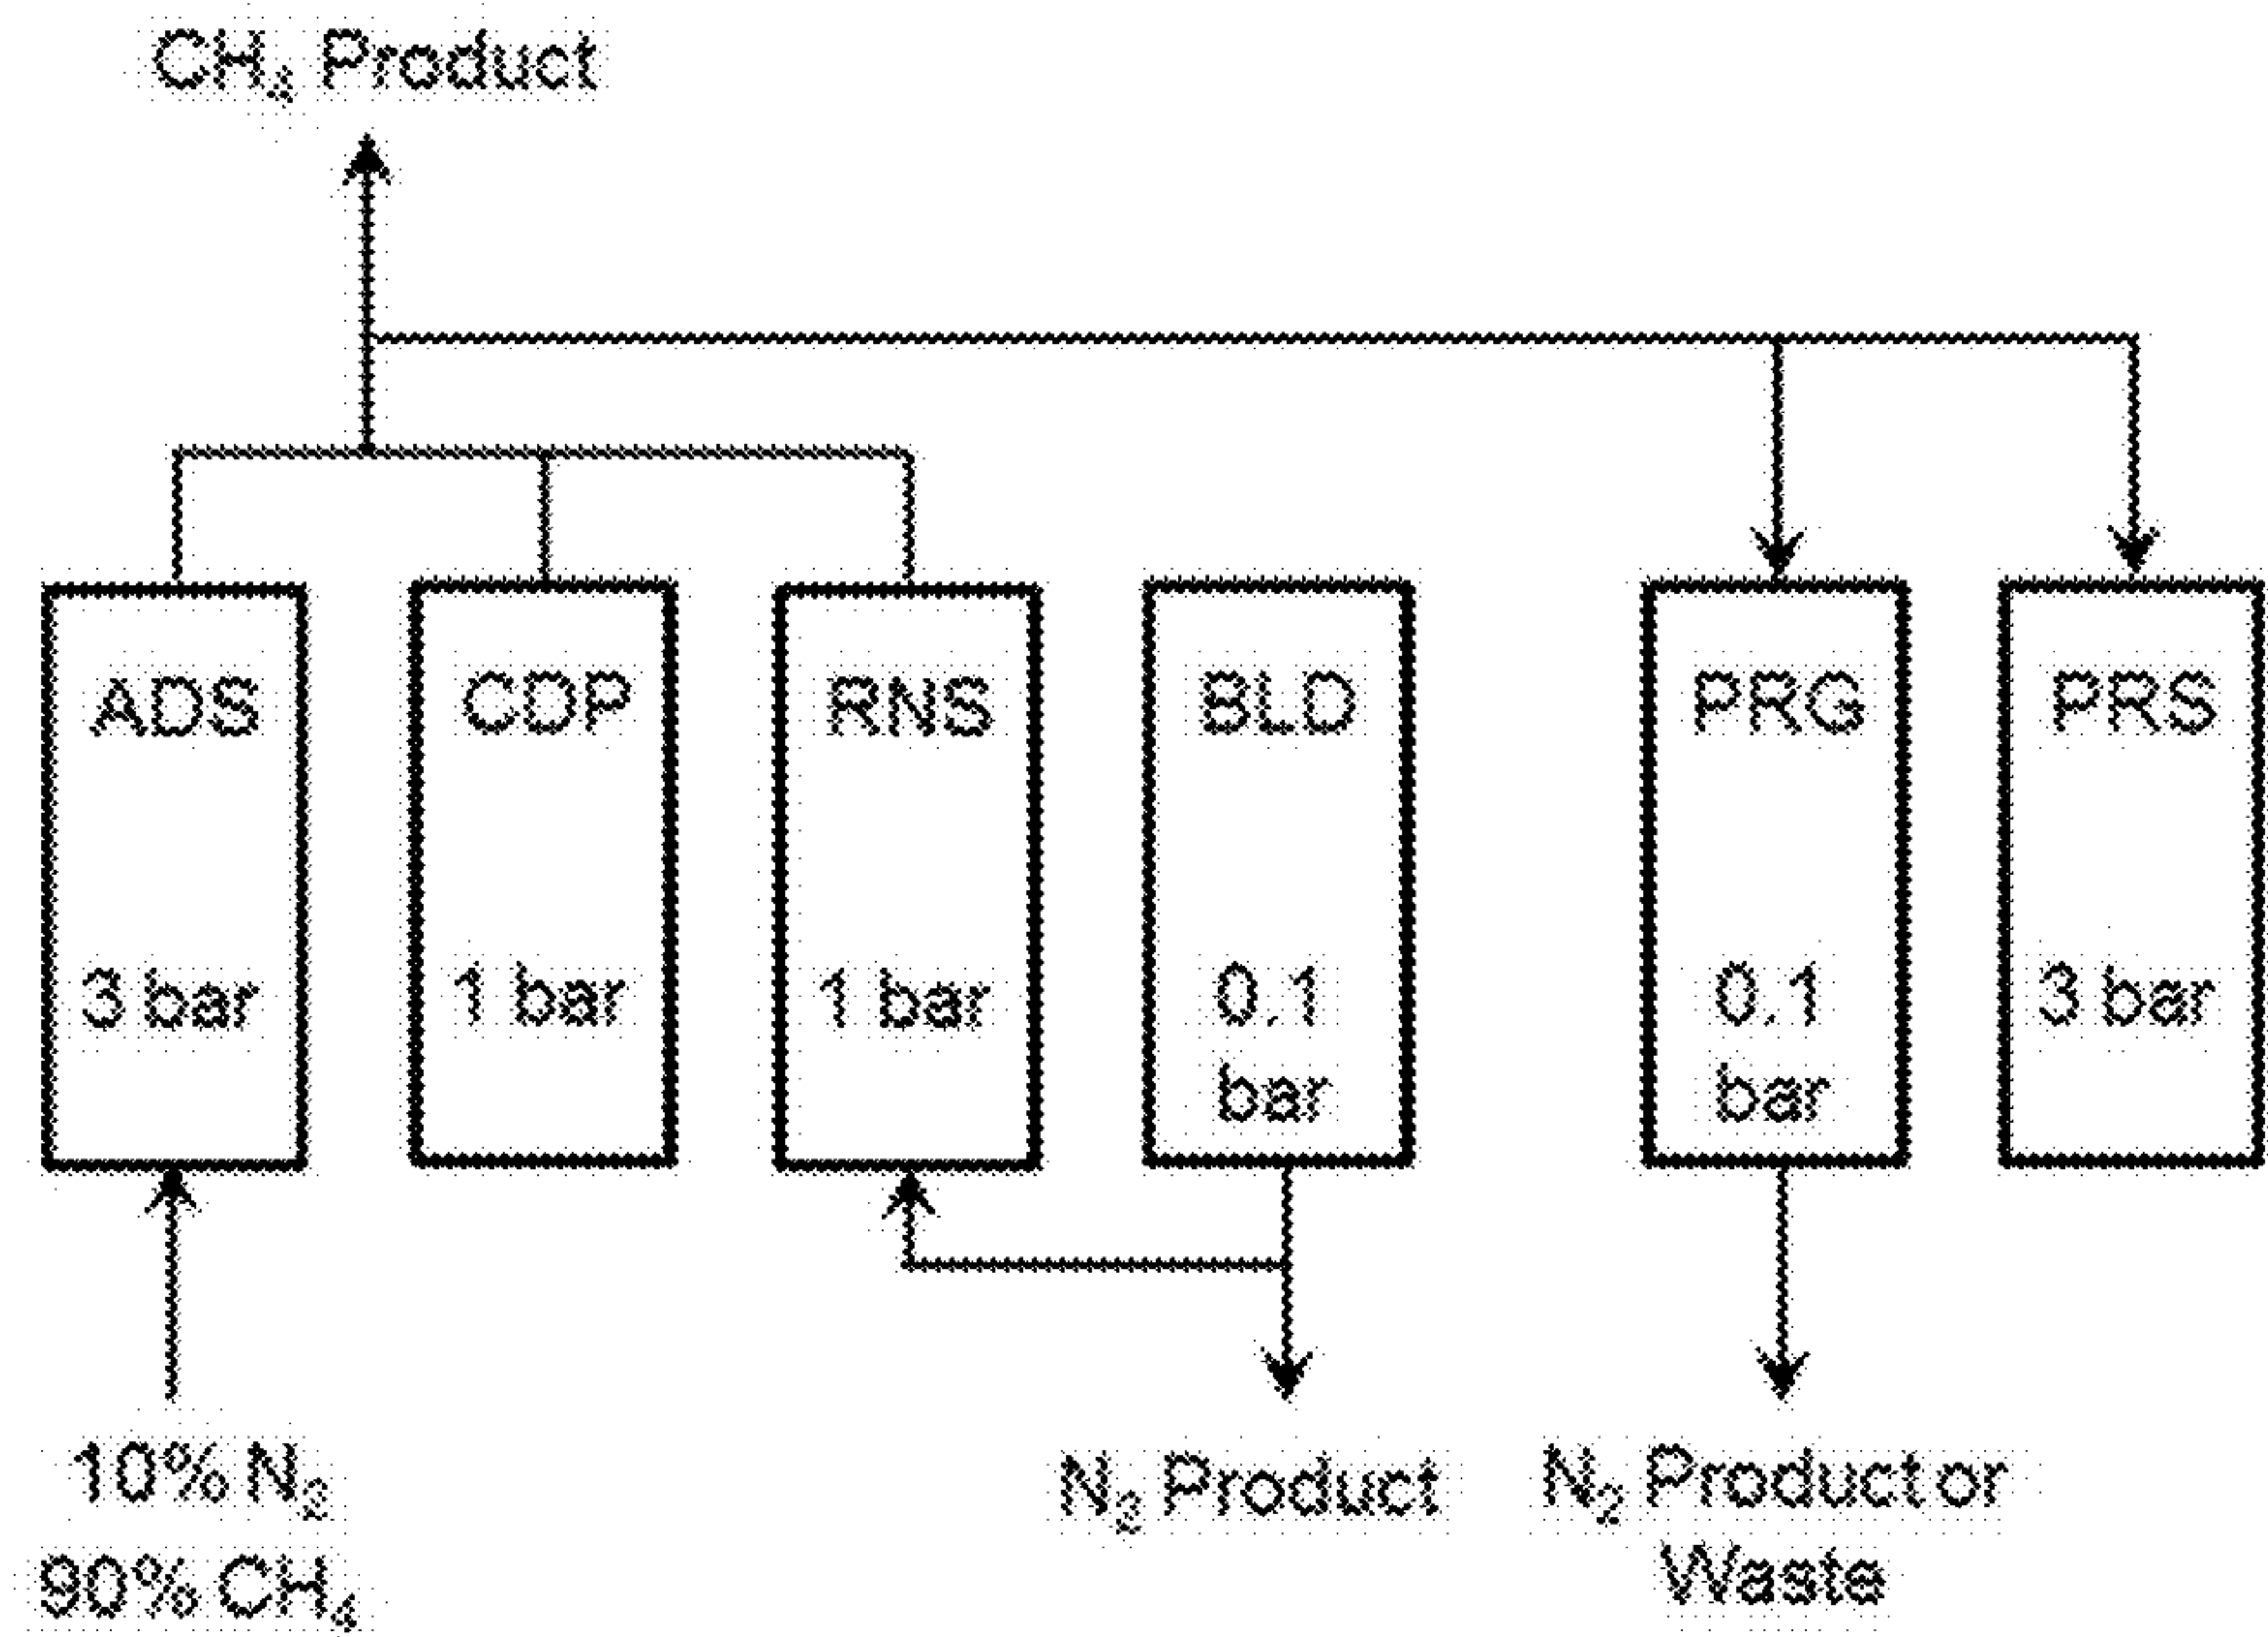 CH₄ Product
ADS
CDP
RNS
BLD
PRG
PRS
3 bar
1 bar
1 bar
0.1
bar
0.1
bar
3 bar
10% N₂
90% CH₄
N₂ Product
N₂ Product or
Waste